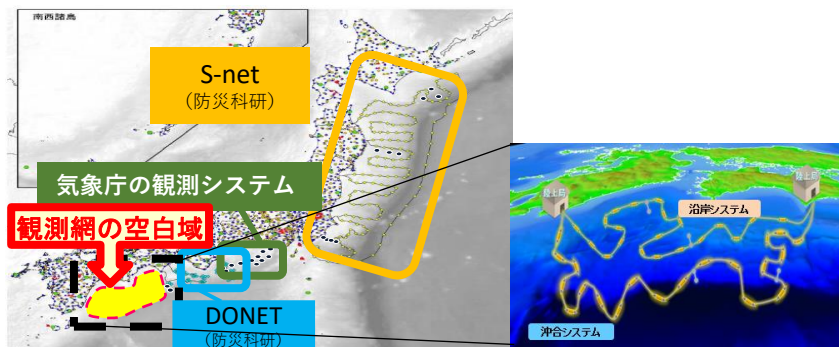 南西諸島
S-net
（防災科研）
気象庁の観測システム
観測網の空白域
DONET
（防災科研）
陸上局
陸上局
沿岸システム
沖合システム